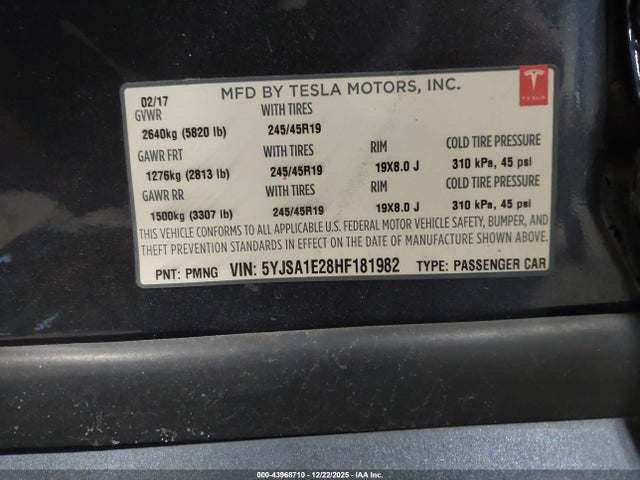 MFD BY TESLA MOTORS, INC.
TESLA
02/17
GVWR WITH TIRES
2640kg (5820 lb) 245/45R19
GAWR FRT WITH TIRES RIM COLD TIRE PRESSURE
1276kg (2813 lb) 245/45R19 19X8.0 J 310 kPa, 45 psi
GAWR RR WITH TIRES RIM COLD TIRE PRESSURE
1500kg (3307 lb) 245/45R19 19X8.0 J 310 kPa, 45 psi
THIS VEHICLE CONFORMS TO ALL APPLICABLE U.S. FEDERAL MOTOR VEHICLE SAFETY, BUMPER, AND
THEFT PREVENTION STANDARDS IN EFFECT ON THE DATE OF MANUFACTURE SHOWN ABOVE.
PNT: PMNG VIN: 5YJSA1E28HF181982 TYPE: PASSENGER CAR
000-43968710 - 12/22/2025 - IAA Inc.